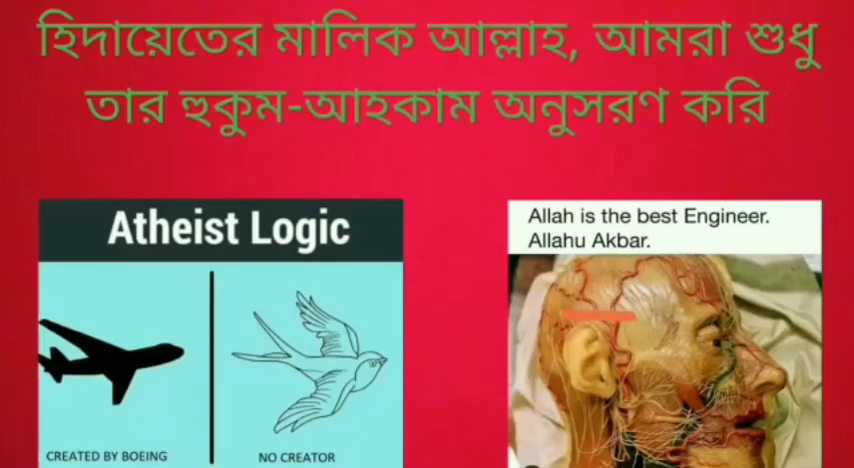 হিদায়েতের মালিক আল্লাহ, আমরা শুধু
তার হুকুম-আহকাম অনুসরণ করি
Atheist Logic
CREATED BY BOEING
NO CREATOR
Allah is the best Engineer.
Allahu Akbar.